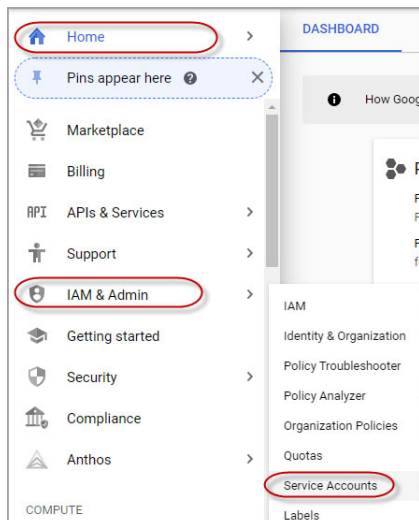 Home
DASHBOARD
Pins appear here
How Goog
Marketplace
Billing
API APIs & Services
Support
IAM & Admin
Getting started
Security
Compliance
Anthos
COMPUTE
IAM
Identity & Organization
Policy Troubleshooter
Policy Analyzer
Organization Policies
Quotas
Service Accounts
Labels